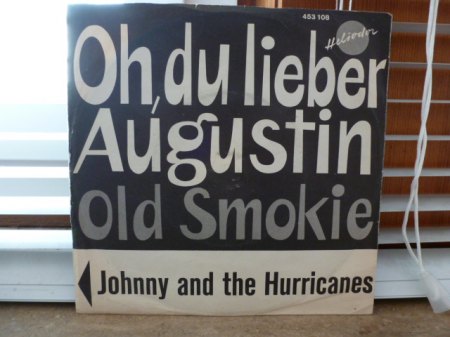 453 108
Heliodor
Oh, du lieber
Augustin
Old Smokie
Johnny and the Hurricanes